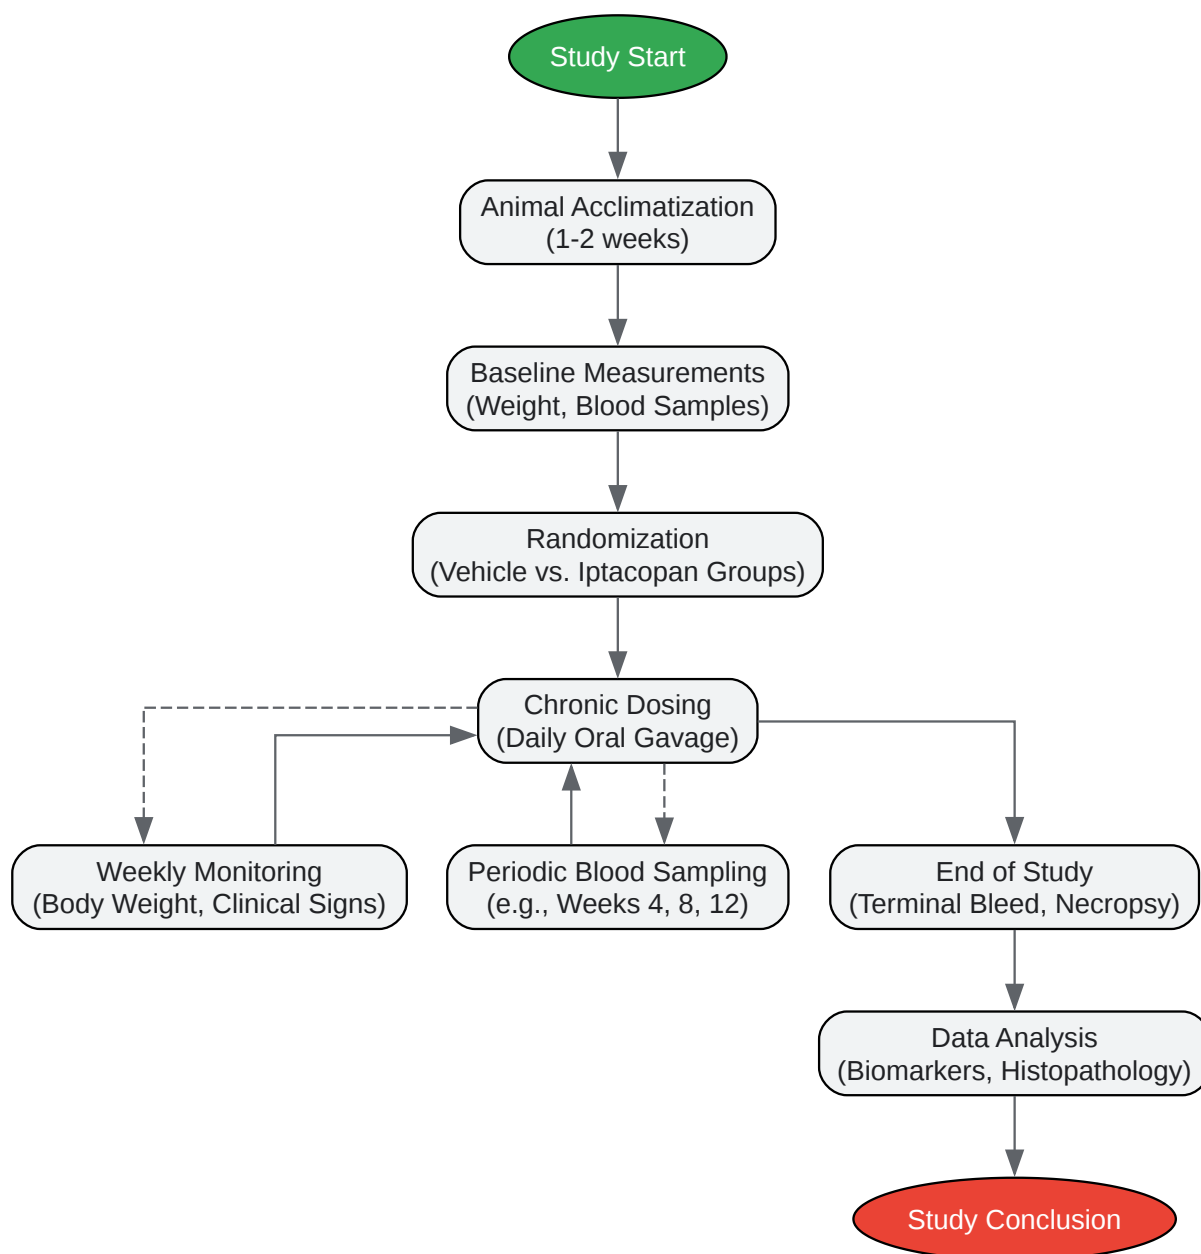 Study Start
Animal Acclimatization
(1-2 weeks)
Baseline Measurements
(Weight, Blood Samples)
Randomization
(Vehicle vs. Iptacopan Groups)
Chronic Dosing
(Daily Oral Gavage)
Weekly Monitoring
(Body Weight, Clinical Signs)
Periodic Blood Sampling
(e.g., Weeks 4, 8, 12)
End of Study
(Terminal Bleed, Necropsy)
Data Analysis
(Biomarkers, Histopathology)
Study Conclusion